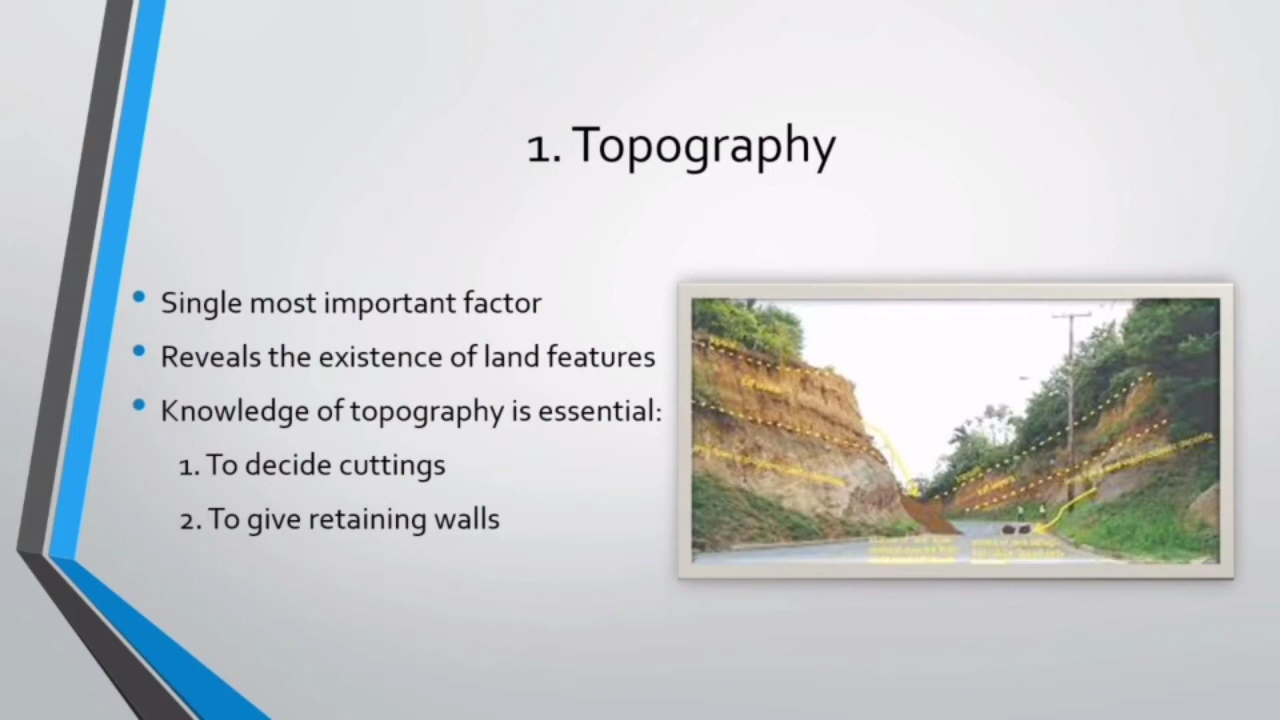 1. Topography
Single most important factor
Reveals the existence of land features
Knowledge of topography is essential:
1. To decide cuttings
2. To give retaining walls